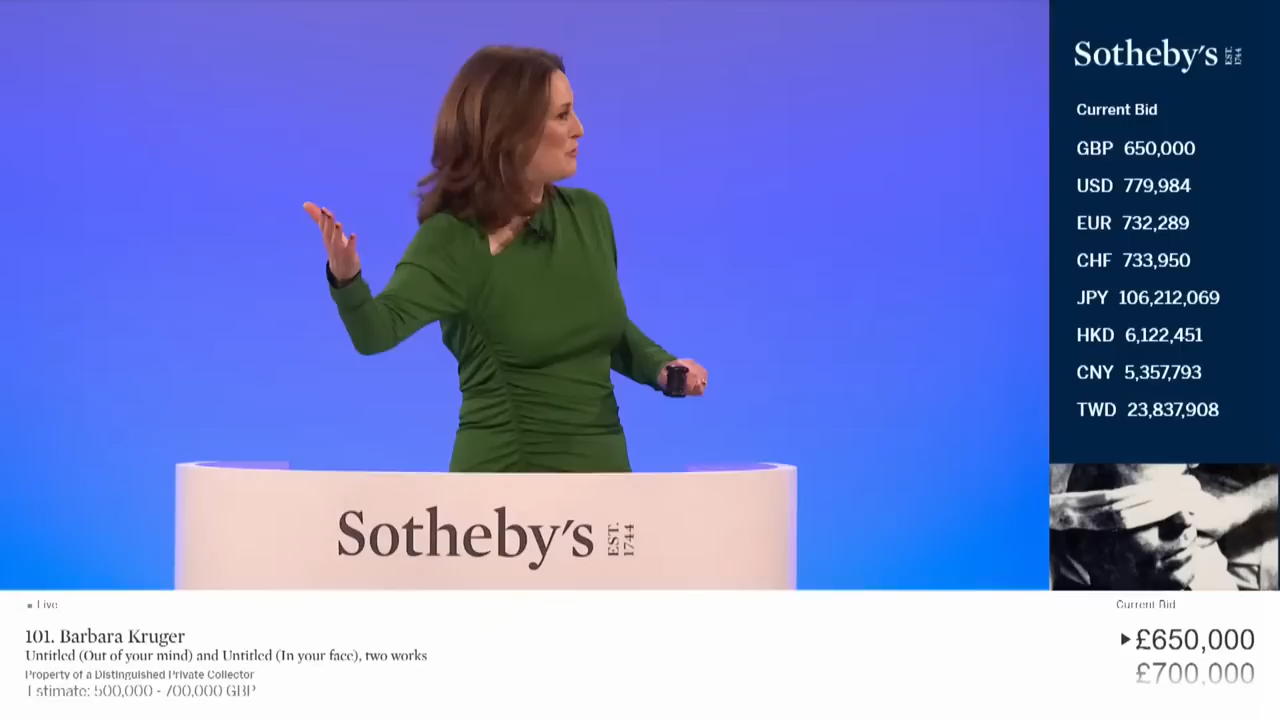 Sotheby's EST. 1744
Current Bid
GBP 650,000
USD 779,984
EUR 732,289
CHF 733,950
JPY 106,212,069
HKD 6,122,451
CNY 5,357,793
TWD 23,837,908
Sotheby's EST. 1744
Live
101. Barbara Kruger
Untitled (Out of your mind) and Untitled (In your face), two works
Property of a Distinguished Private Collector
Estimate: 500,000 - 700,000 GBP
Current Bid
£650,000
£700,000